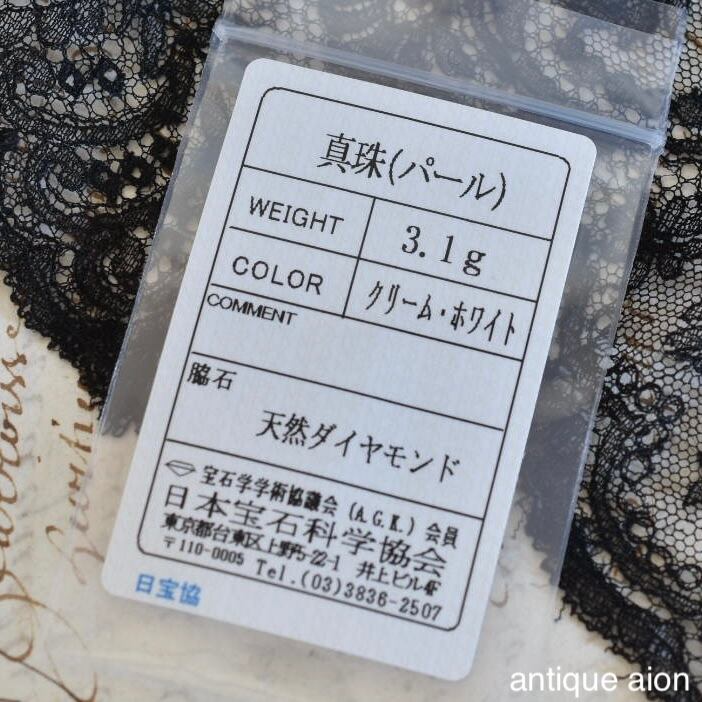 真珠(パール)
WEIGHT 3.1g
COLOR クリーム・ホワイト
COMMENT
脇石
天然ダイヤモンド
宝石学学術協議会 (A.G.K.) 会員
日本宝石科学協会
東京都台東区上野5-22-1 井上ビル4F
〒110-0005 Tel.(03)3836-2507
日宝協
antique aion